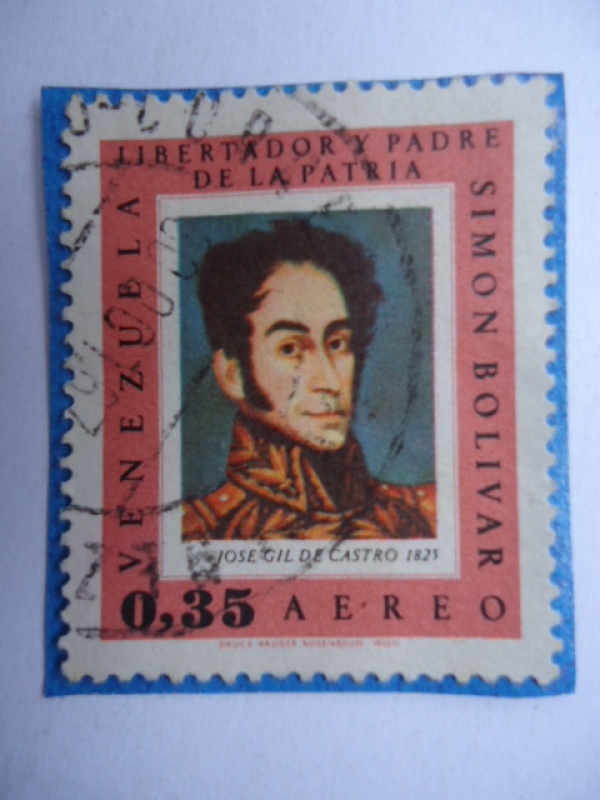 LIBERTADOR Y PADRE
DE LA PATRIA
VENEZUELA
SIMON BOLIVAR
JOSE GIL DE CASTRO 1825
0,35 AEREO
DRUCK BRUDER ROSENBAUM WIEN